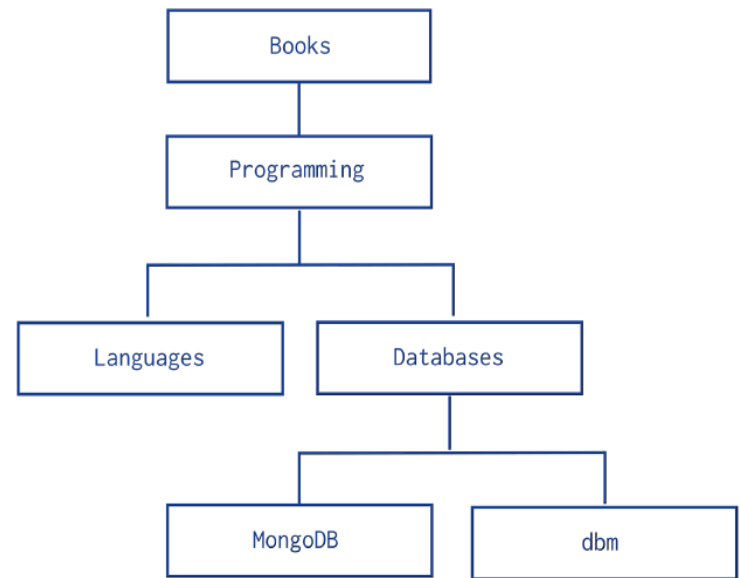 Books
Programming
Languages
Databases
MongoDB
dbm